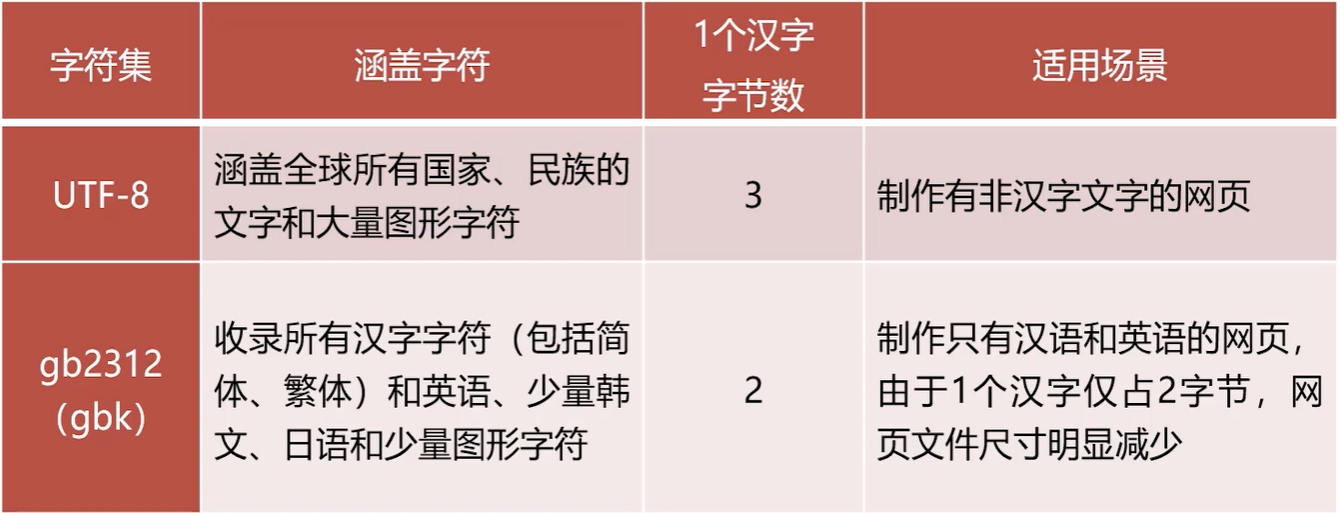 字符集
涵盖字符
1个汉字
字节数
适用场景
UTF-8
涵盖全球所有国家、民族的
文字和大量图形字符
3
制作有非汉字文字的网页
gb2312
（gbk）
收录所有汉字字符（包括简
体、繁体）和英语、少量韩
文、日语和少量图形字符
2
制作只有汉语和英语的网页，
由于1个汉字仅占2字节，网
页文件尺寸明显减少